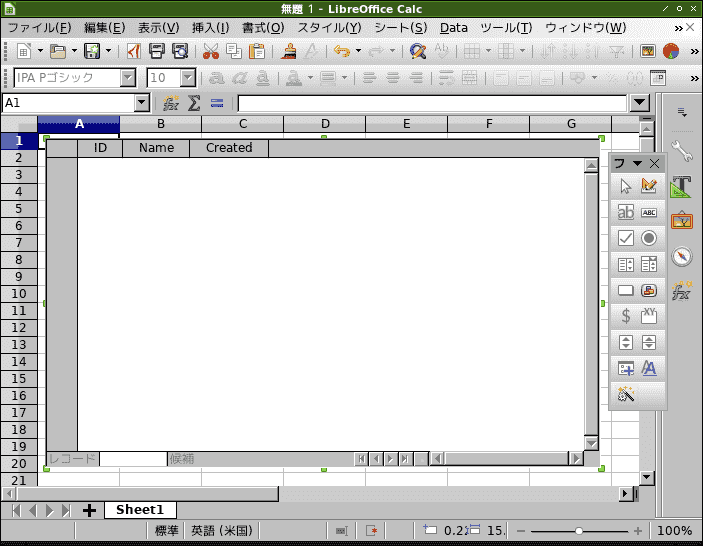 無題 1 - LibreOffice Calc
ファイル(F) 編集(E) 表示(V) 挿入(I) 書式(O) スタイル(Y) シート(S) Data ツール(T) ウィンドウ(W) »
IPA Pゴシック 10
A1
A B C D E F G
1
2
3
4
5
6
7
8
9
10
11
12
13
14
15
16
17
18
19
20
21
ID Name Created
レコード 候補
フ
Sheet1
標準 英語 (米国) 15. 100%